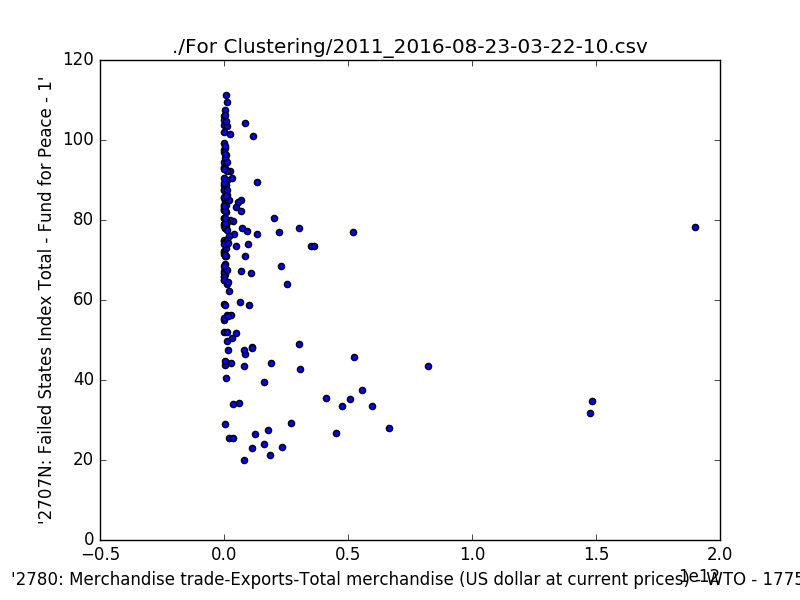 ./For Clustering/2011_2016-08-23-03-22-10.csv
120
100
80
60
40
20
0
'2707N: Failed States Index Total - Fund for Peace - 1'
−0.5 0.0 0.5 1.0 1.5 2.0
1e12
'2780: Merchandise trade-Exports-Total merchandise (US dollar at current prices) - WTO - 1775